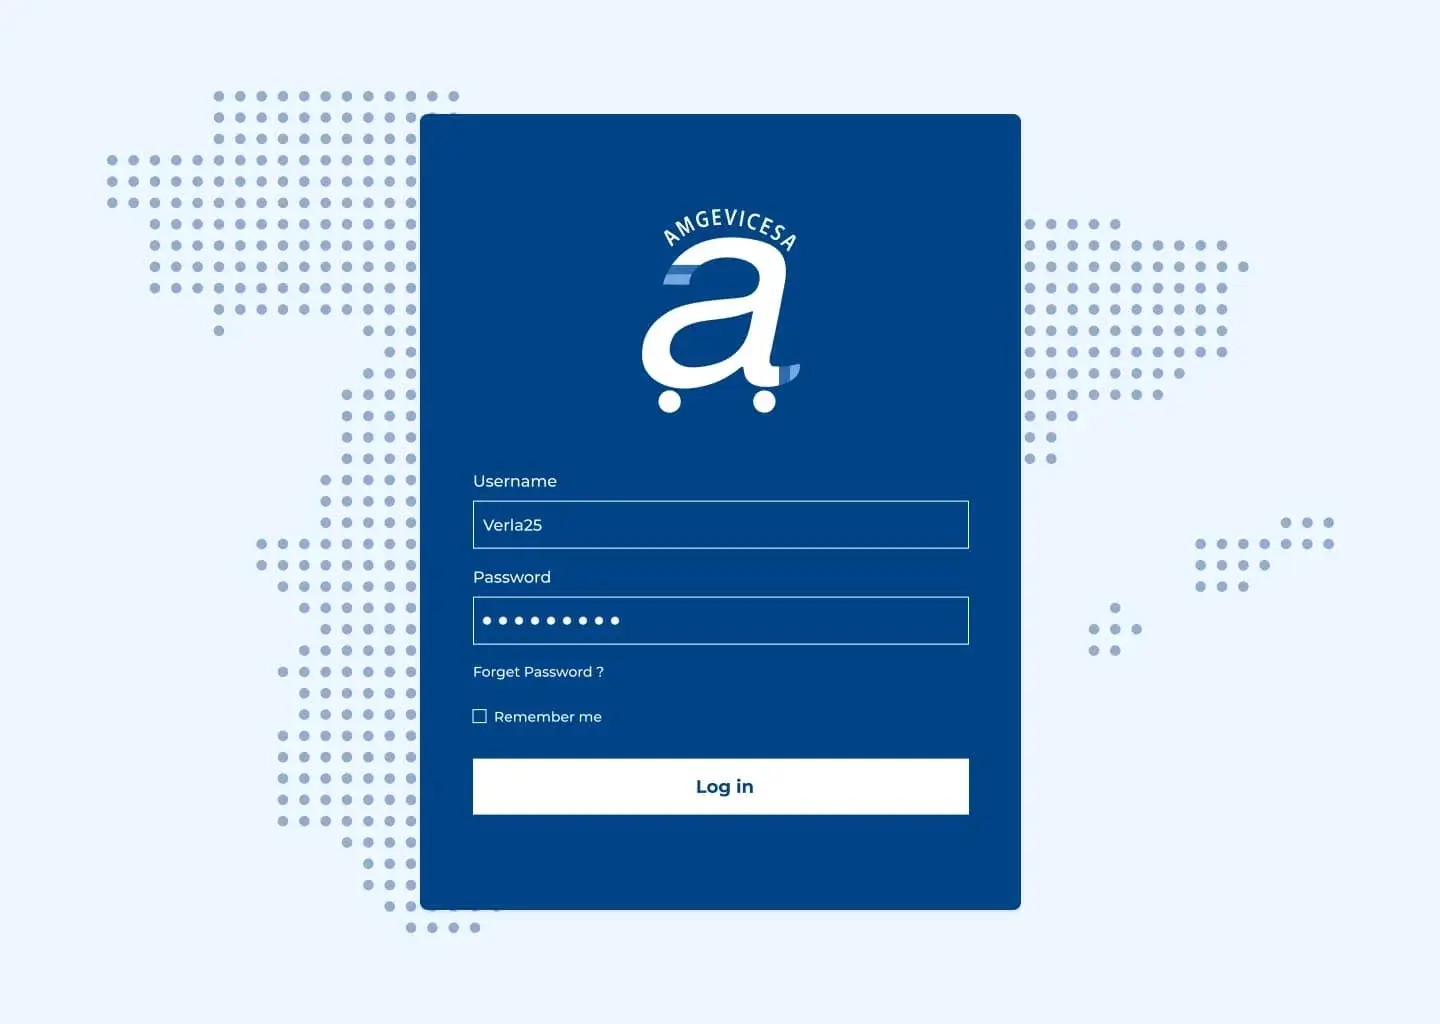 AMGEVICESA
a
Username
Verla25
Password
Forget Password ?
Remember me
Log in